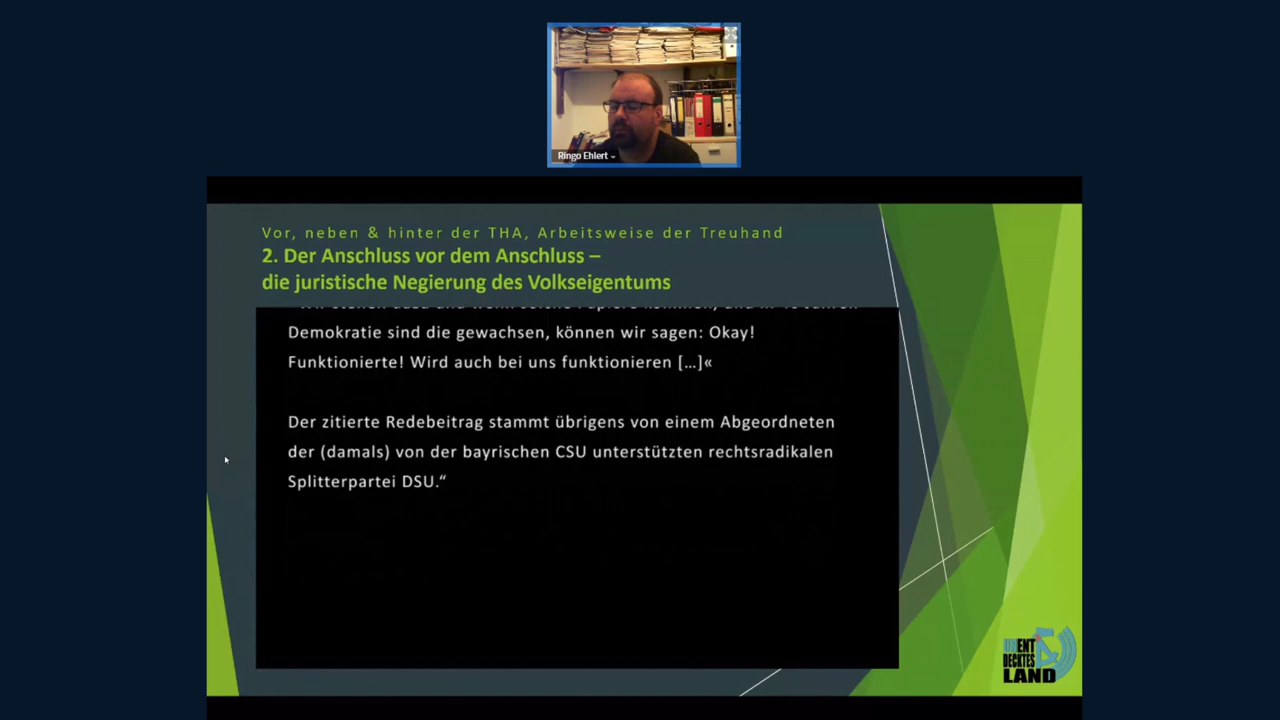 Ringo Ehlert
Vor, neben & hinter der THA, Arbeitsweise der Treuhand
2. Der Anschluss vor dem Anschluss –
die juristische Negierung des Volkseigentums
Demokratie sind die gewachsen, können wir sagen: Okay!
Funktionierte! Wird auch bei uns funktionieren [...]«
Der zitierte Redebeitrag stammt übrigens von einem Abgeordneten
der (damals) von der bayrischen CSU unterstützten rechtsradikalen
Splitterpartei DSU.“
UNENT
DECKTES
LAND